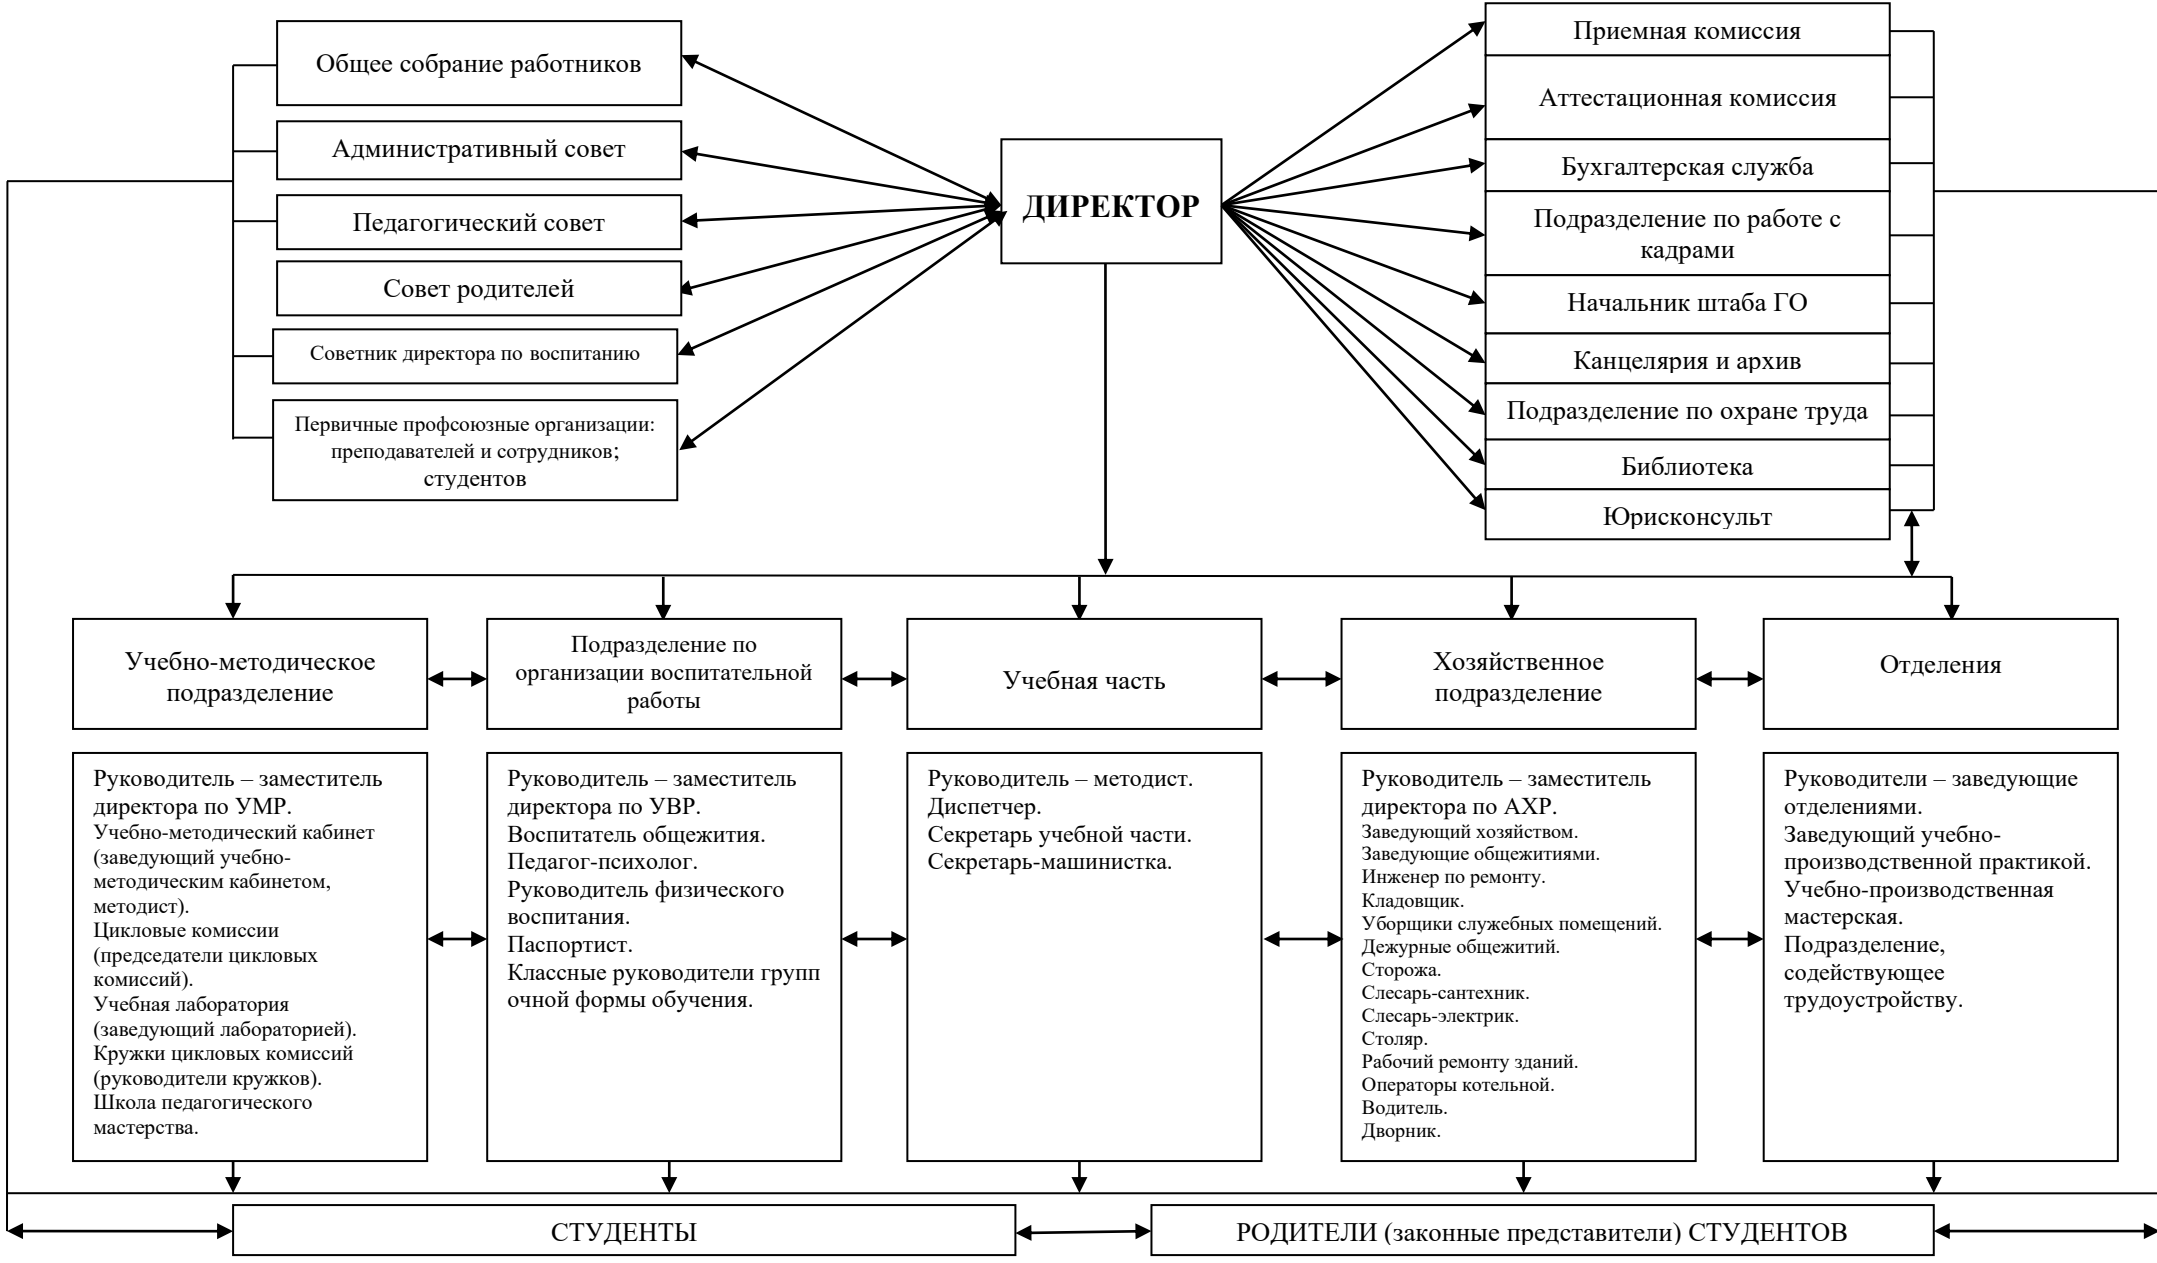 Общее собрание работников
Административный совет
Педагогический совет
Совет родителей
Советник директора по воспитанию
Первичные профсоюзные организации:
преподавателей и сотрудников;
студентов
ДИРЕКТОР
Приемная комиссия
Аттестационная комиссия
Бухгалтерская служба
Подразделение по работе с
кадрами
Начальник штаба ГО
Канцелярия и архив
Подразделение по охране труда
Библиотека
Юрисконсульт
Учебно-методическое
подразделение
Подразделение по
организации воспитательной
работы
Учебная часть
Хозяйственное
подразделение
Отделения
Руководитель – заместитель
директора по УМР.
Учебно-методический кабинет
(заведующий учебно-
методическим кабинетом,
методист).
Цикловые комиссии
(председатели цикловых
комиссий).
Учебная лаборатория
(заведующий лабораторией).
Кружки цикловых комиссий
(руководители кружков).
Школа педагогического
мастерства.
Руководитель – заместитель
директора по УВР.
Воспитатель общежития.
Педагог-психолог.
Руководитель физического
воспитания.
Паспортист.
Классные руководители групп
очной формы обучения.
Руководитель – методист.
Диспетчер.
Секретарь учебной части.
Секретарь-машинистка.
Руководитель – заместитель
директора по АХР.
Заведующий хозяйством.
Заведующие общежитиями.
Инженер по ремонту.
Кладовщик.
Уборщики служебных помещений.
Дежурные общежитий.
Сторожа.
Слесарь-сантехник.
Слесарь-электрик.
Столяр.
Рабочий ремонту зданий.
Операторы котельной.
Водитель.
Дворник.
Руководители – заведующие
отделениями.
Заведующий учебно-
производственной практикой.
Учебно-производственная
мастерская.
Подразделение,
содействующее
трудоустройству.
СТУДЕНТЫ
РОДИТЕЛИ (законные представители) СТУДЕНТОВ